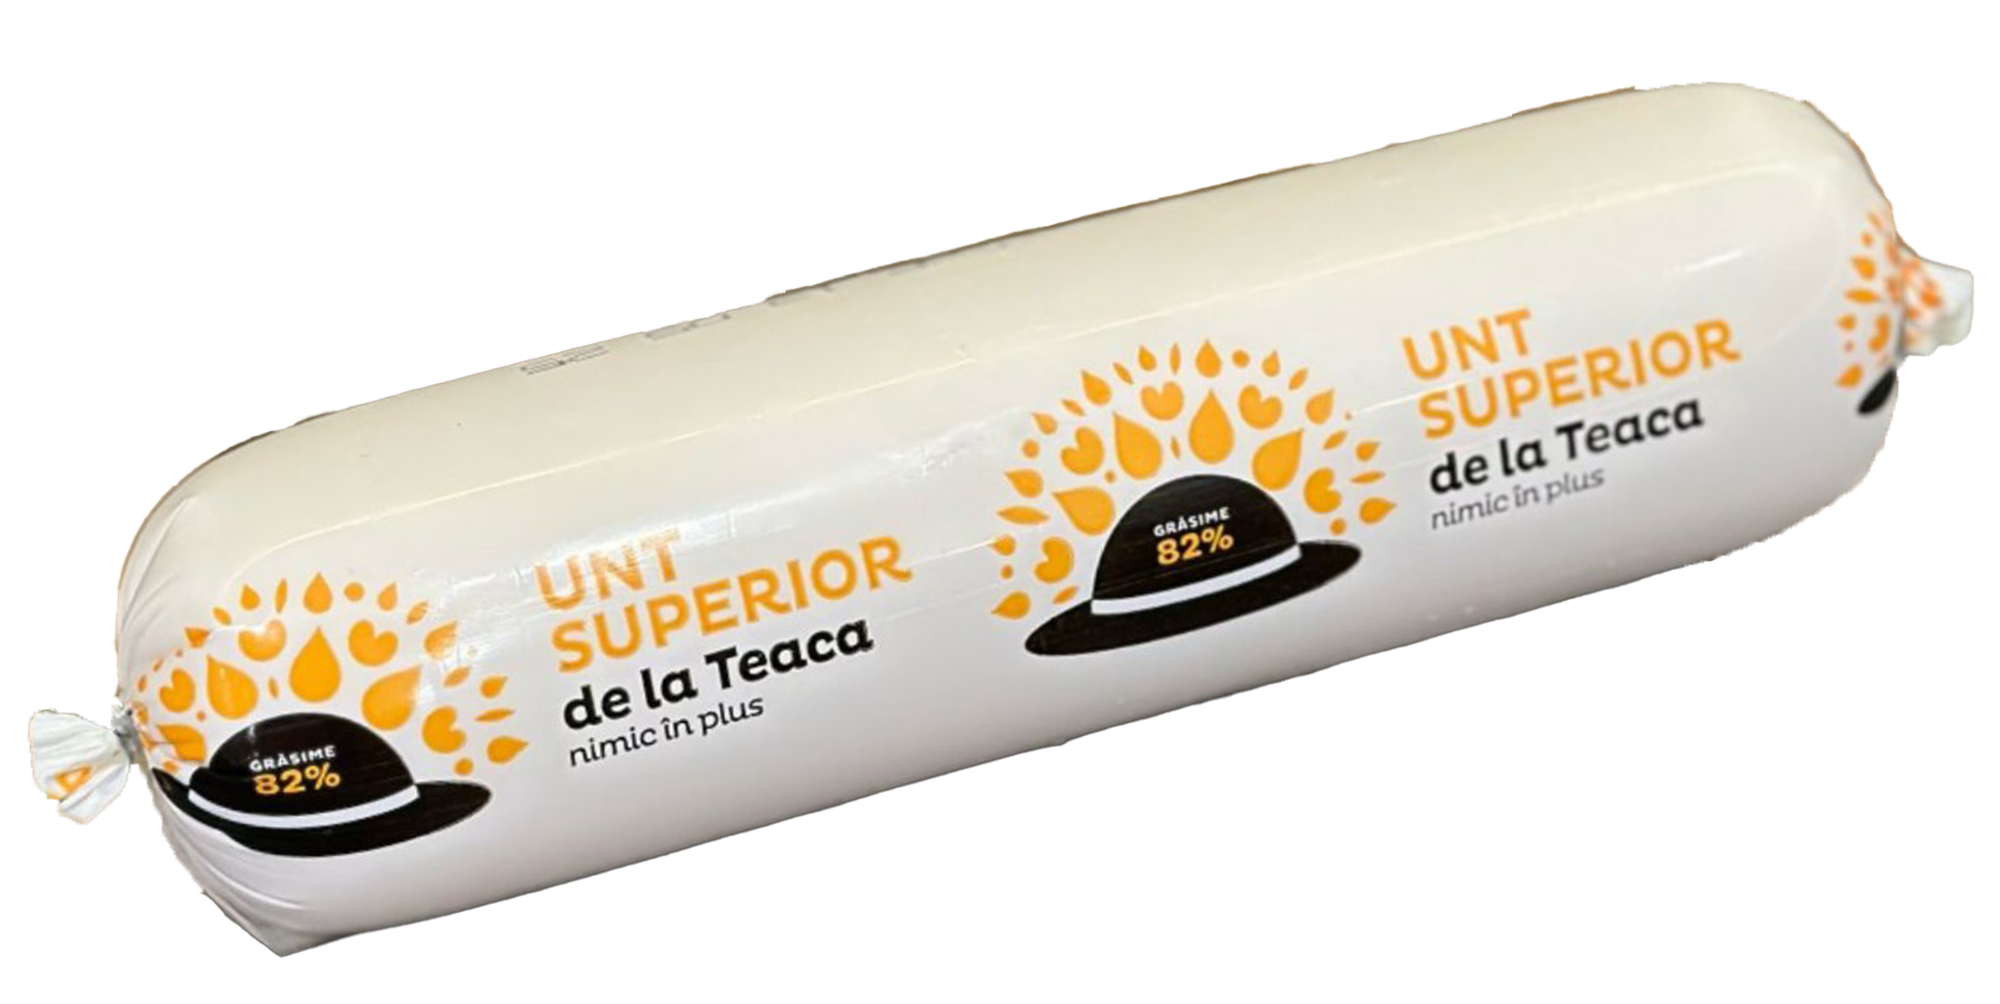 UNT
SUPERIOR
de la Teaca
nimic în plus
GRĂSIME
82%
UNT
SUPERIOR
de la Teaca
nimic în plus
GRĂSIME
82%